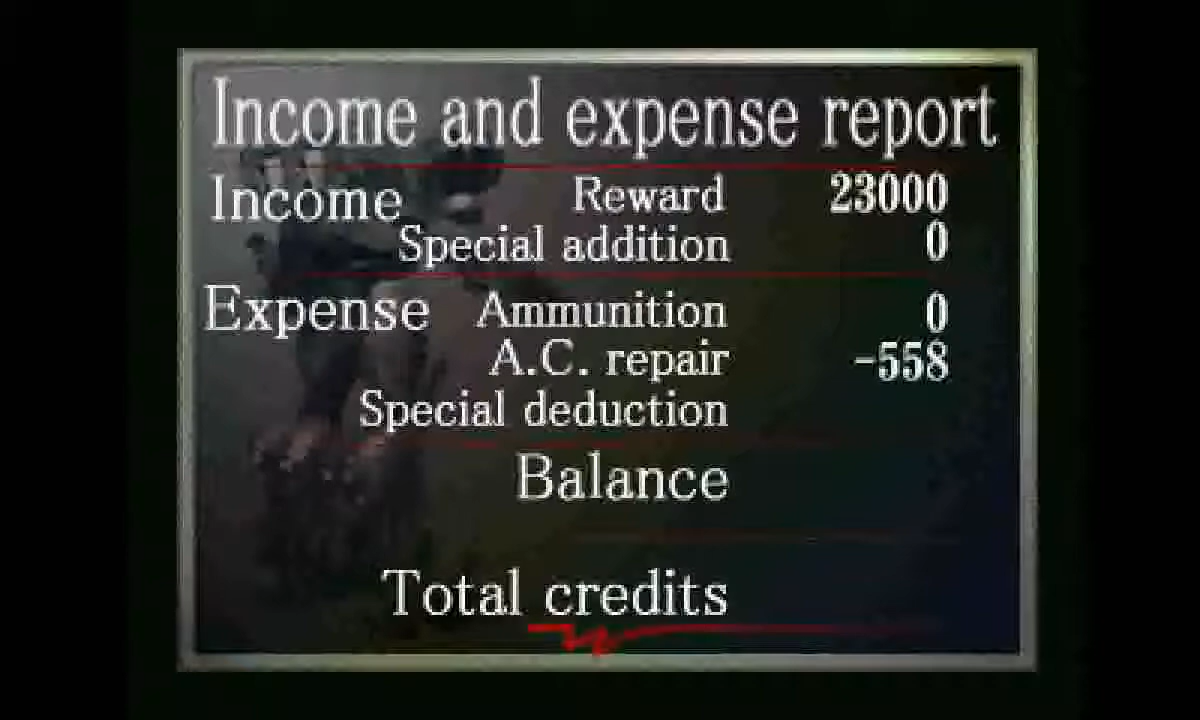 Income and expense report
Income Reward 23000
Special addition 0
Expense Ammunition 0
A.C. repair -558
Special deduction
Balance
Total credits